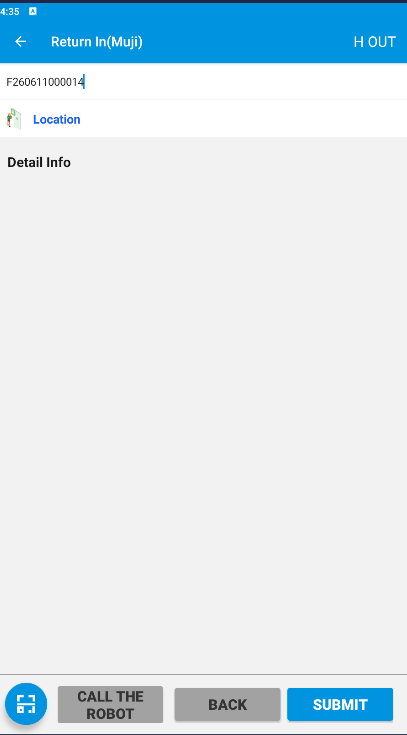 4:35 A
Return In(Muji)
H OUT
F260611000014
Location
Detail Info
CALL THE
ROBOT
BACK
SUBMIT